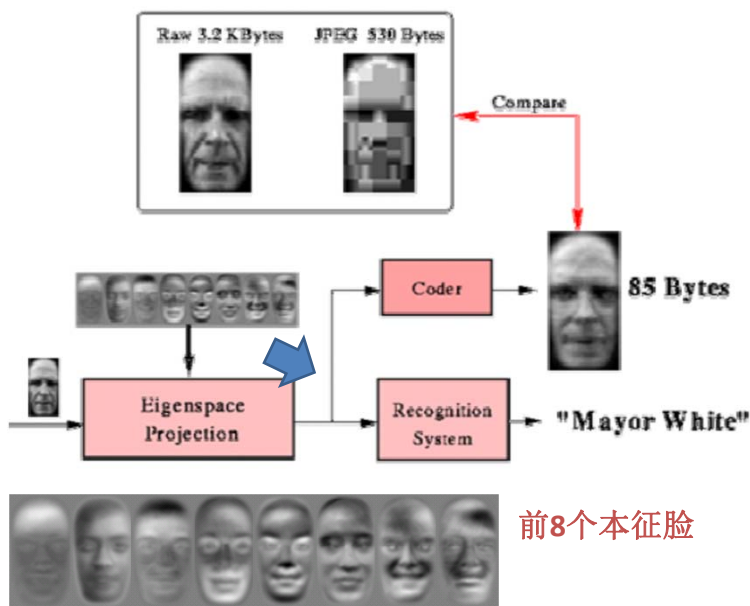 Raw 3.2 KBytes
JPEG 530 Bytes
Compare
Coder
85 Bytes
Eigenspace
Projection
Recognition
System
"Mayor White"
前8个本征脸